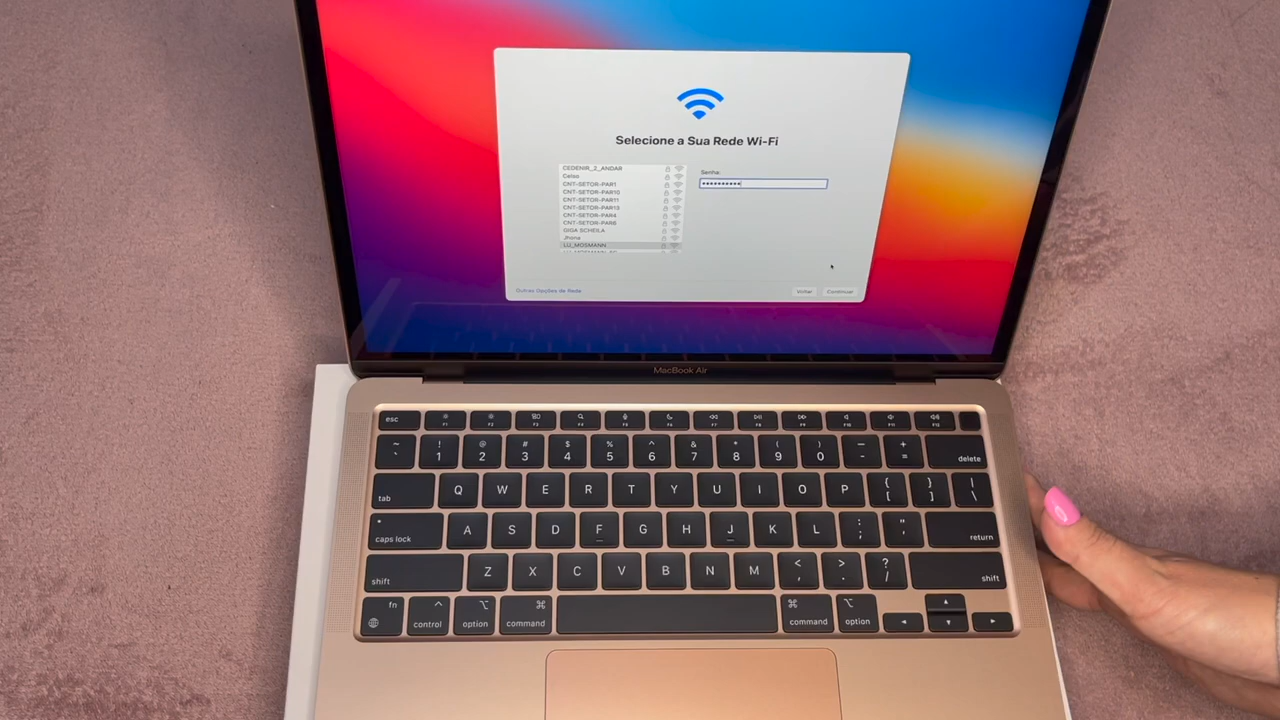 Selecione a Sua Rede Wi-Fi
CEDENIR_2_ANDAR
Celso
CNT-SETOR-PAR1
CNT-SETOR-PAR10
CNT-SETOR-PAR11
CNT-SETOR-PAR13
CNT-SETOR-PAR4
CNT-SETOR-PAR6
GIGA SCHEILA
Jhona
LU_MOSMANN
Senha:
Outras Opções de Rede
Voltar Continuar
MacBook Air
esc F1 F2 F3 F4 F5 F6 F7 F8 F9 F10 F11 F12
~ ! @ # $ % ^ & * ( ) — +
` 1 2 3 4 5 6 7 8 9 0 - = delete
tab Q W E R T Y U I O P { [ } ] | \
caps lock A S D F G H J K L : ; " ' return
shift Z X C V B N M < , > . ? / shift
fn control option command command option